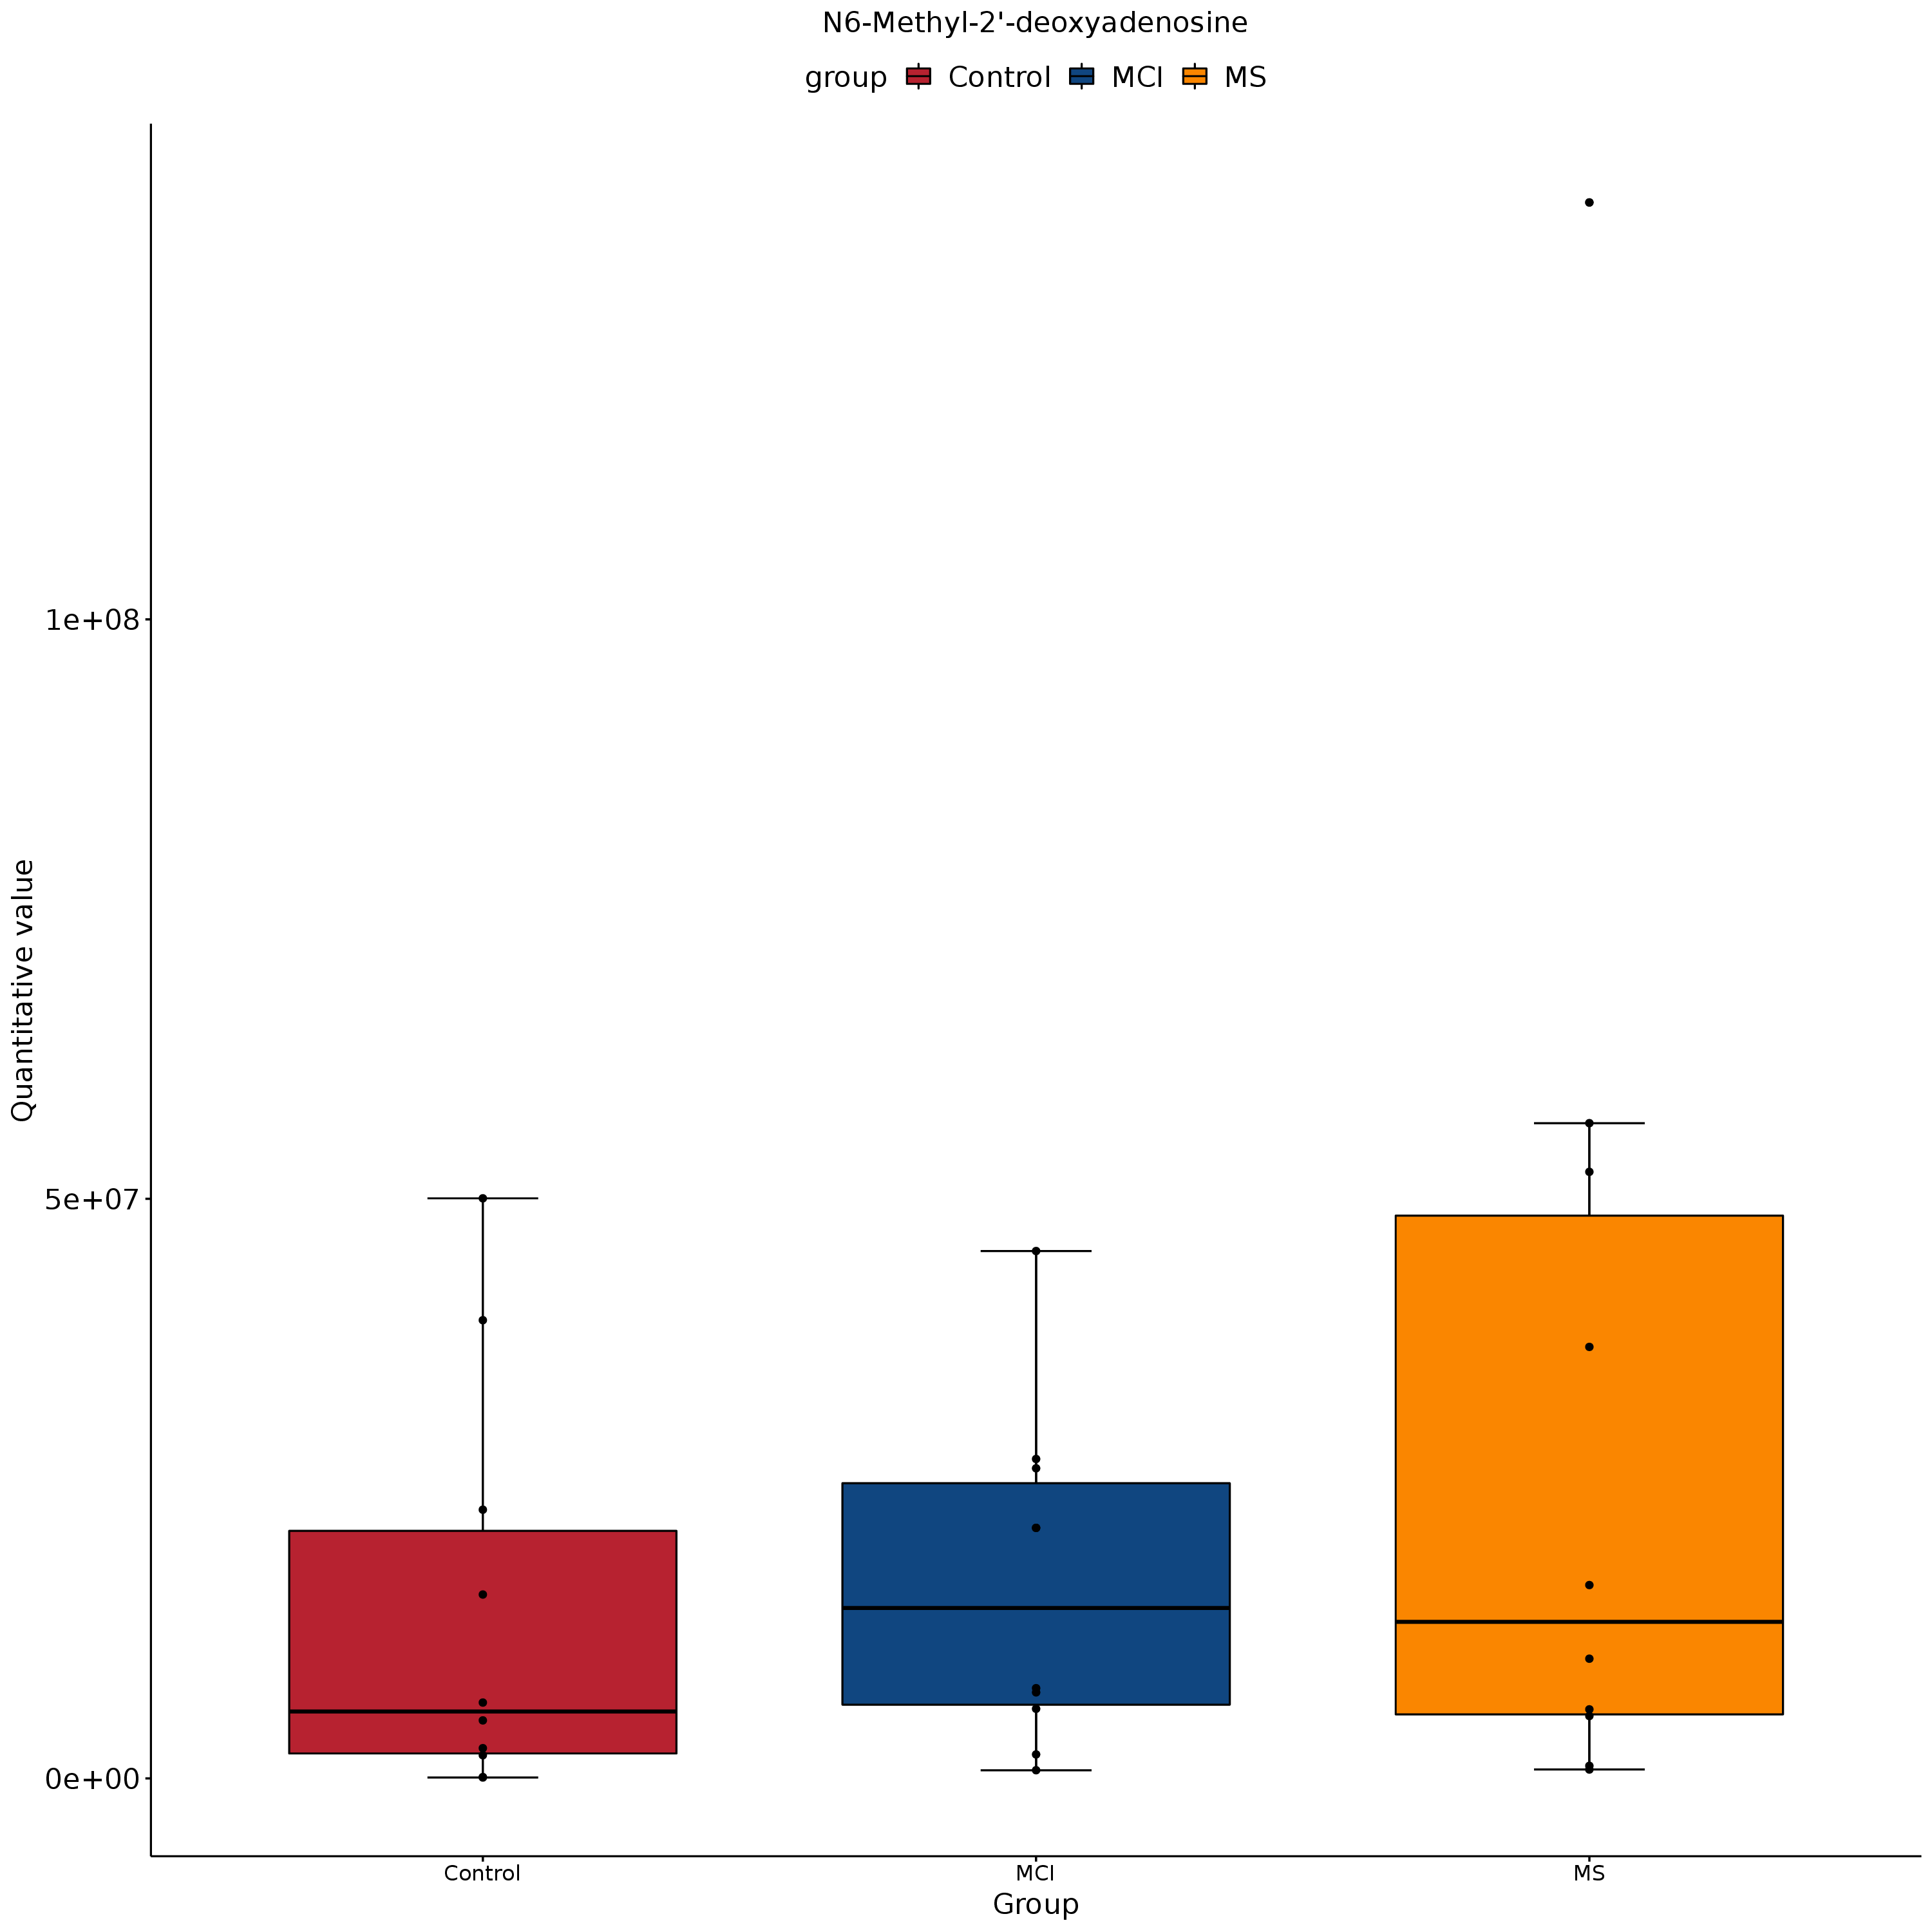 N6-Methyl-2'-deoxyadenosine
group Control MCI MS
Quantitative value
1e+08
5e+07
0e+00
Control MCI MS
Group